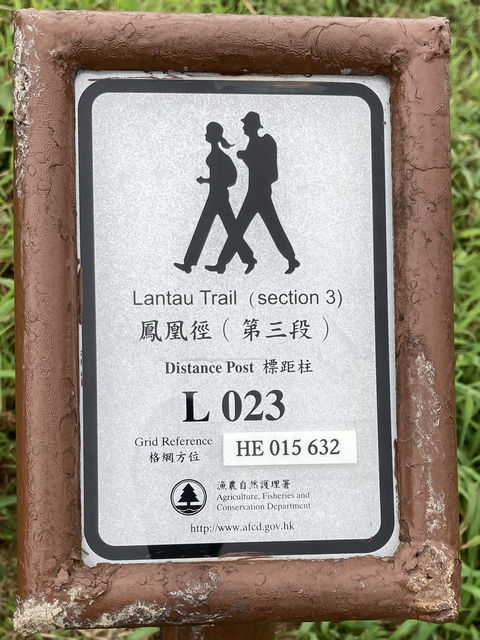 Lantau Trail (section 3)
鳳凰徑(第三段)
Distance Post 標距柱
L 023
Grid Reference
格網方位
HE 015 632
漁農自然護理署
Agriculture, Fisheries and
Conservation Department
http://www.afcd.gov.hk